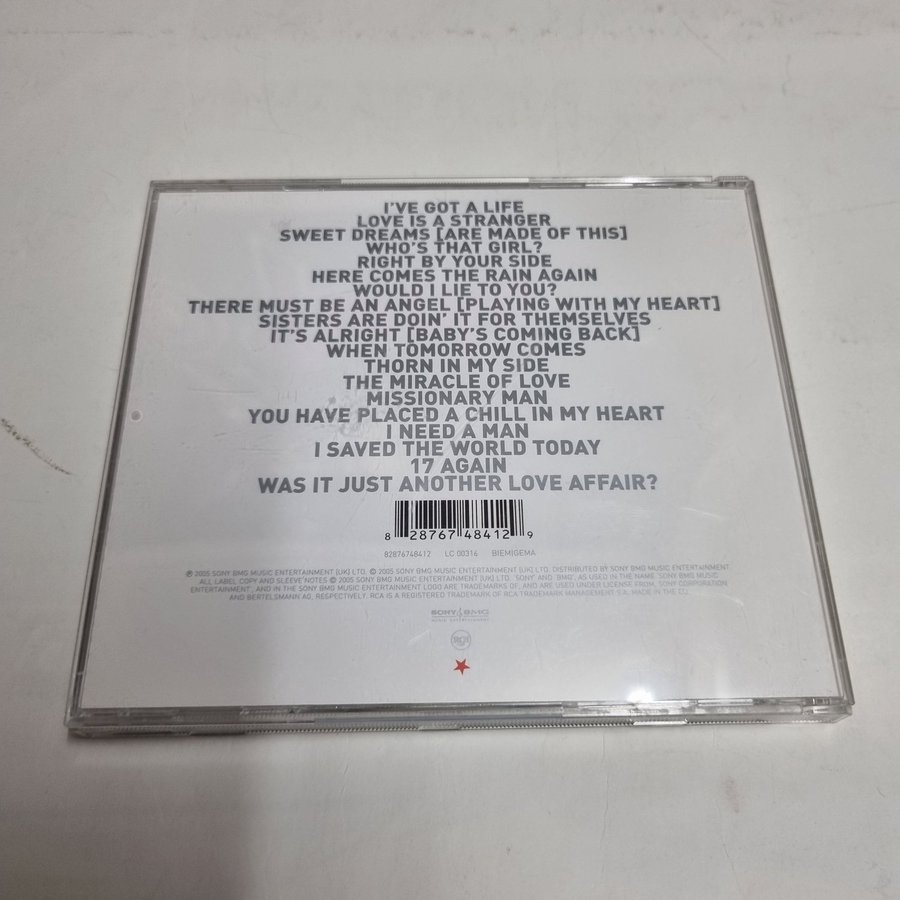 I'VE GOT A LIFE
LOVE IS A STRANGER
SWEET DREAMS [ARE MADE OF THIS]
WHO'S THAT GIRL?
RIGHT BY YOUR SIDE
HERE COMES THE RAIN AGAIN
WOULD I LIE TO YOU?
THERE MUST BE AN ANGEL [PLAYING WITH MY HEART]
SISTERS ARE DOIN' IT FOR THEMSELVES
IT'S ALRIGHT [BABY'S COMING BACK]
WHEN TOMORROW COMES
THORN IN MY SIDE
THE MIRACLE OF LOVE
MISSIONARY MAN
YOU HAVE PLACED A CHILL IN MY HEART
I NEED A MAN
I SAVED THE WORLD TODAY
17 AGAIN
WAS IT JUST ANOTHER LOVE AFFAIR?
8 28767 48412 9
82876748412 LC 00316 BIEM|GEMA
℗ 2005 SONY BMG MUSIC ENTERTAINMENT (UK) LTD. © 2005 SONY BMG MUSIC ENTERTAINMENT (UK) LTD. DISTRIBUTED BY SONY BMG MUSIC ENTERTAINMENT
ALL LABEL COPY AND SLEEVE NOTES © 2005 SONY BMG MUSIC ENTERTAINMENT (UK) LTD. 'SONY' AND 'BMG', AS USED IN THE NAME 'SONY BMG MUSIC
ENTERTAINMENT', AND IN THE SONY BMG MUSIC ENTERTAINMENT LOGO ARE TRADEMARKS OF, AND ARE USED UNDER LICENSE FROM, SONY CORPORATION
AND BERTELSMANN AG, RESPECTIVELY. RCA IS A REGISTERED TRADEMARK OF RCA TRADEMARK MANAGEMENT S.A. MADE IN THE EU.
SONY BMG
MUSIC ENTERTAINMENT
RCA